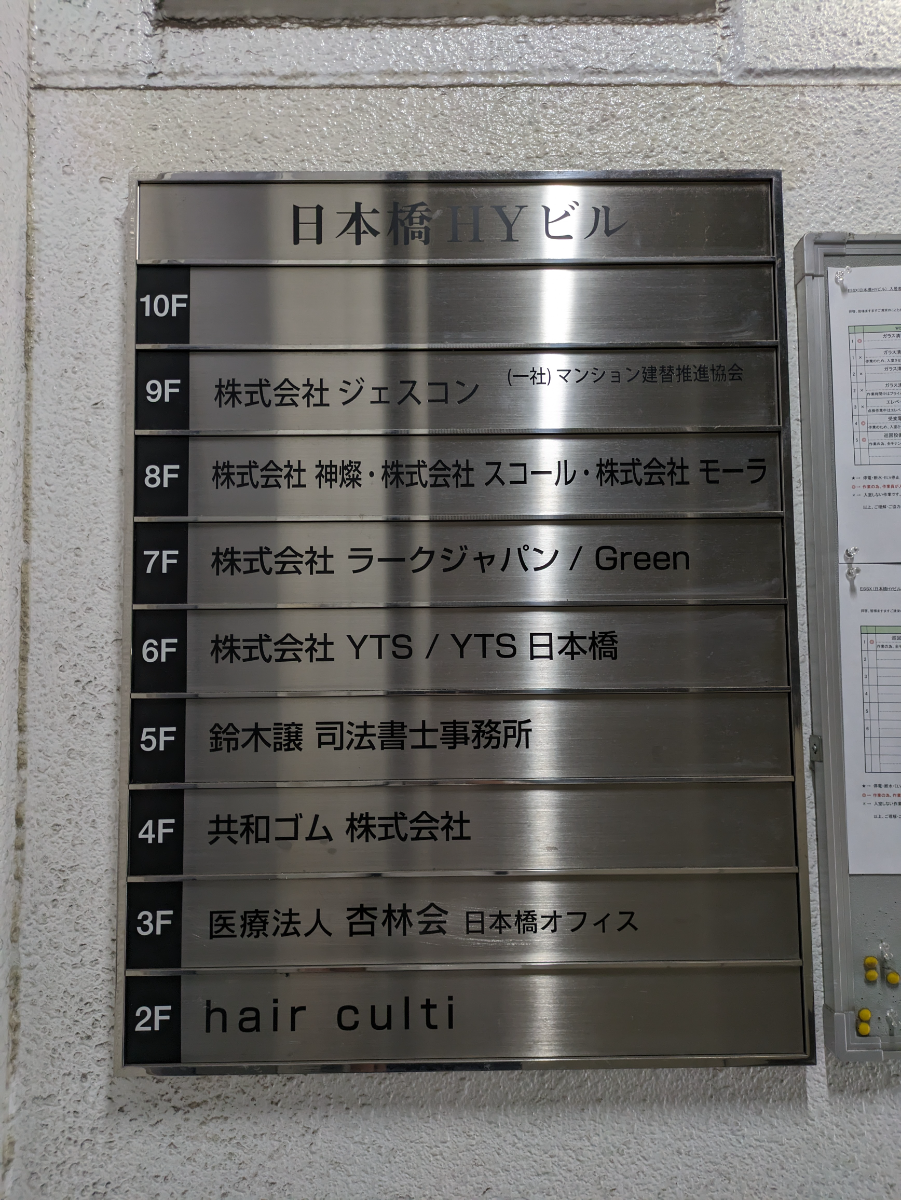 日本橋HYビル
10F
9F 株式会社 ジェスコン (一社) マンション建替推進協会
8F 株式会社 神燦・株式会社 スコール・株式会社 モーラ
7F 株式会社 ラークジャパン / Green
6F 株式会社 YTS / YTS 日本橋
5F 鈴木譲 司法書士事務所
4F 共和ゴム 株式会社
3F 医療法人 杏林会 日本橋オフィス
2F hair culti